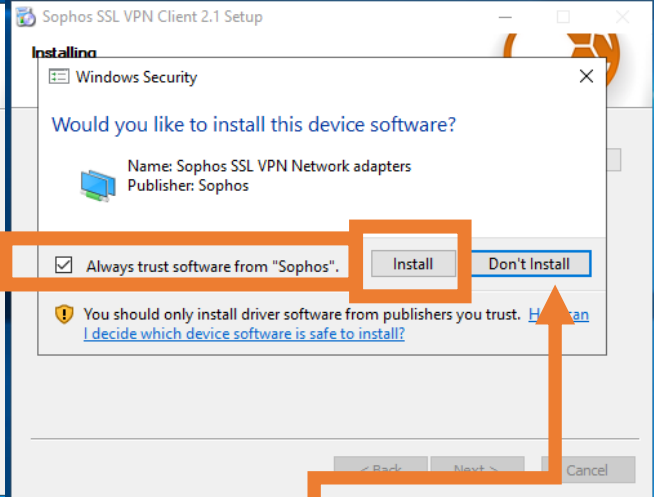 Sophos SSL VPN Client 2.1 Setup
Installing
Windows Security
Would you like to install this device software?
Name: Sophos SSL VPN Network adapters
Publisher: Sophos
Always trust software from "Sophos".
Install
Don't Install
You should only install driver software from publishers you trust.
I decide which device software is safe to install?
< Back
Next >
Cancel